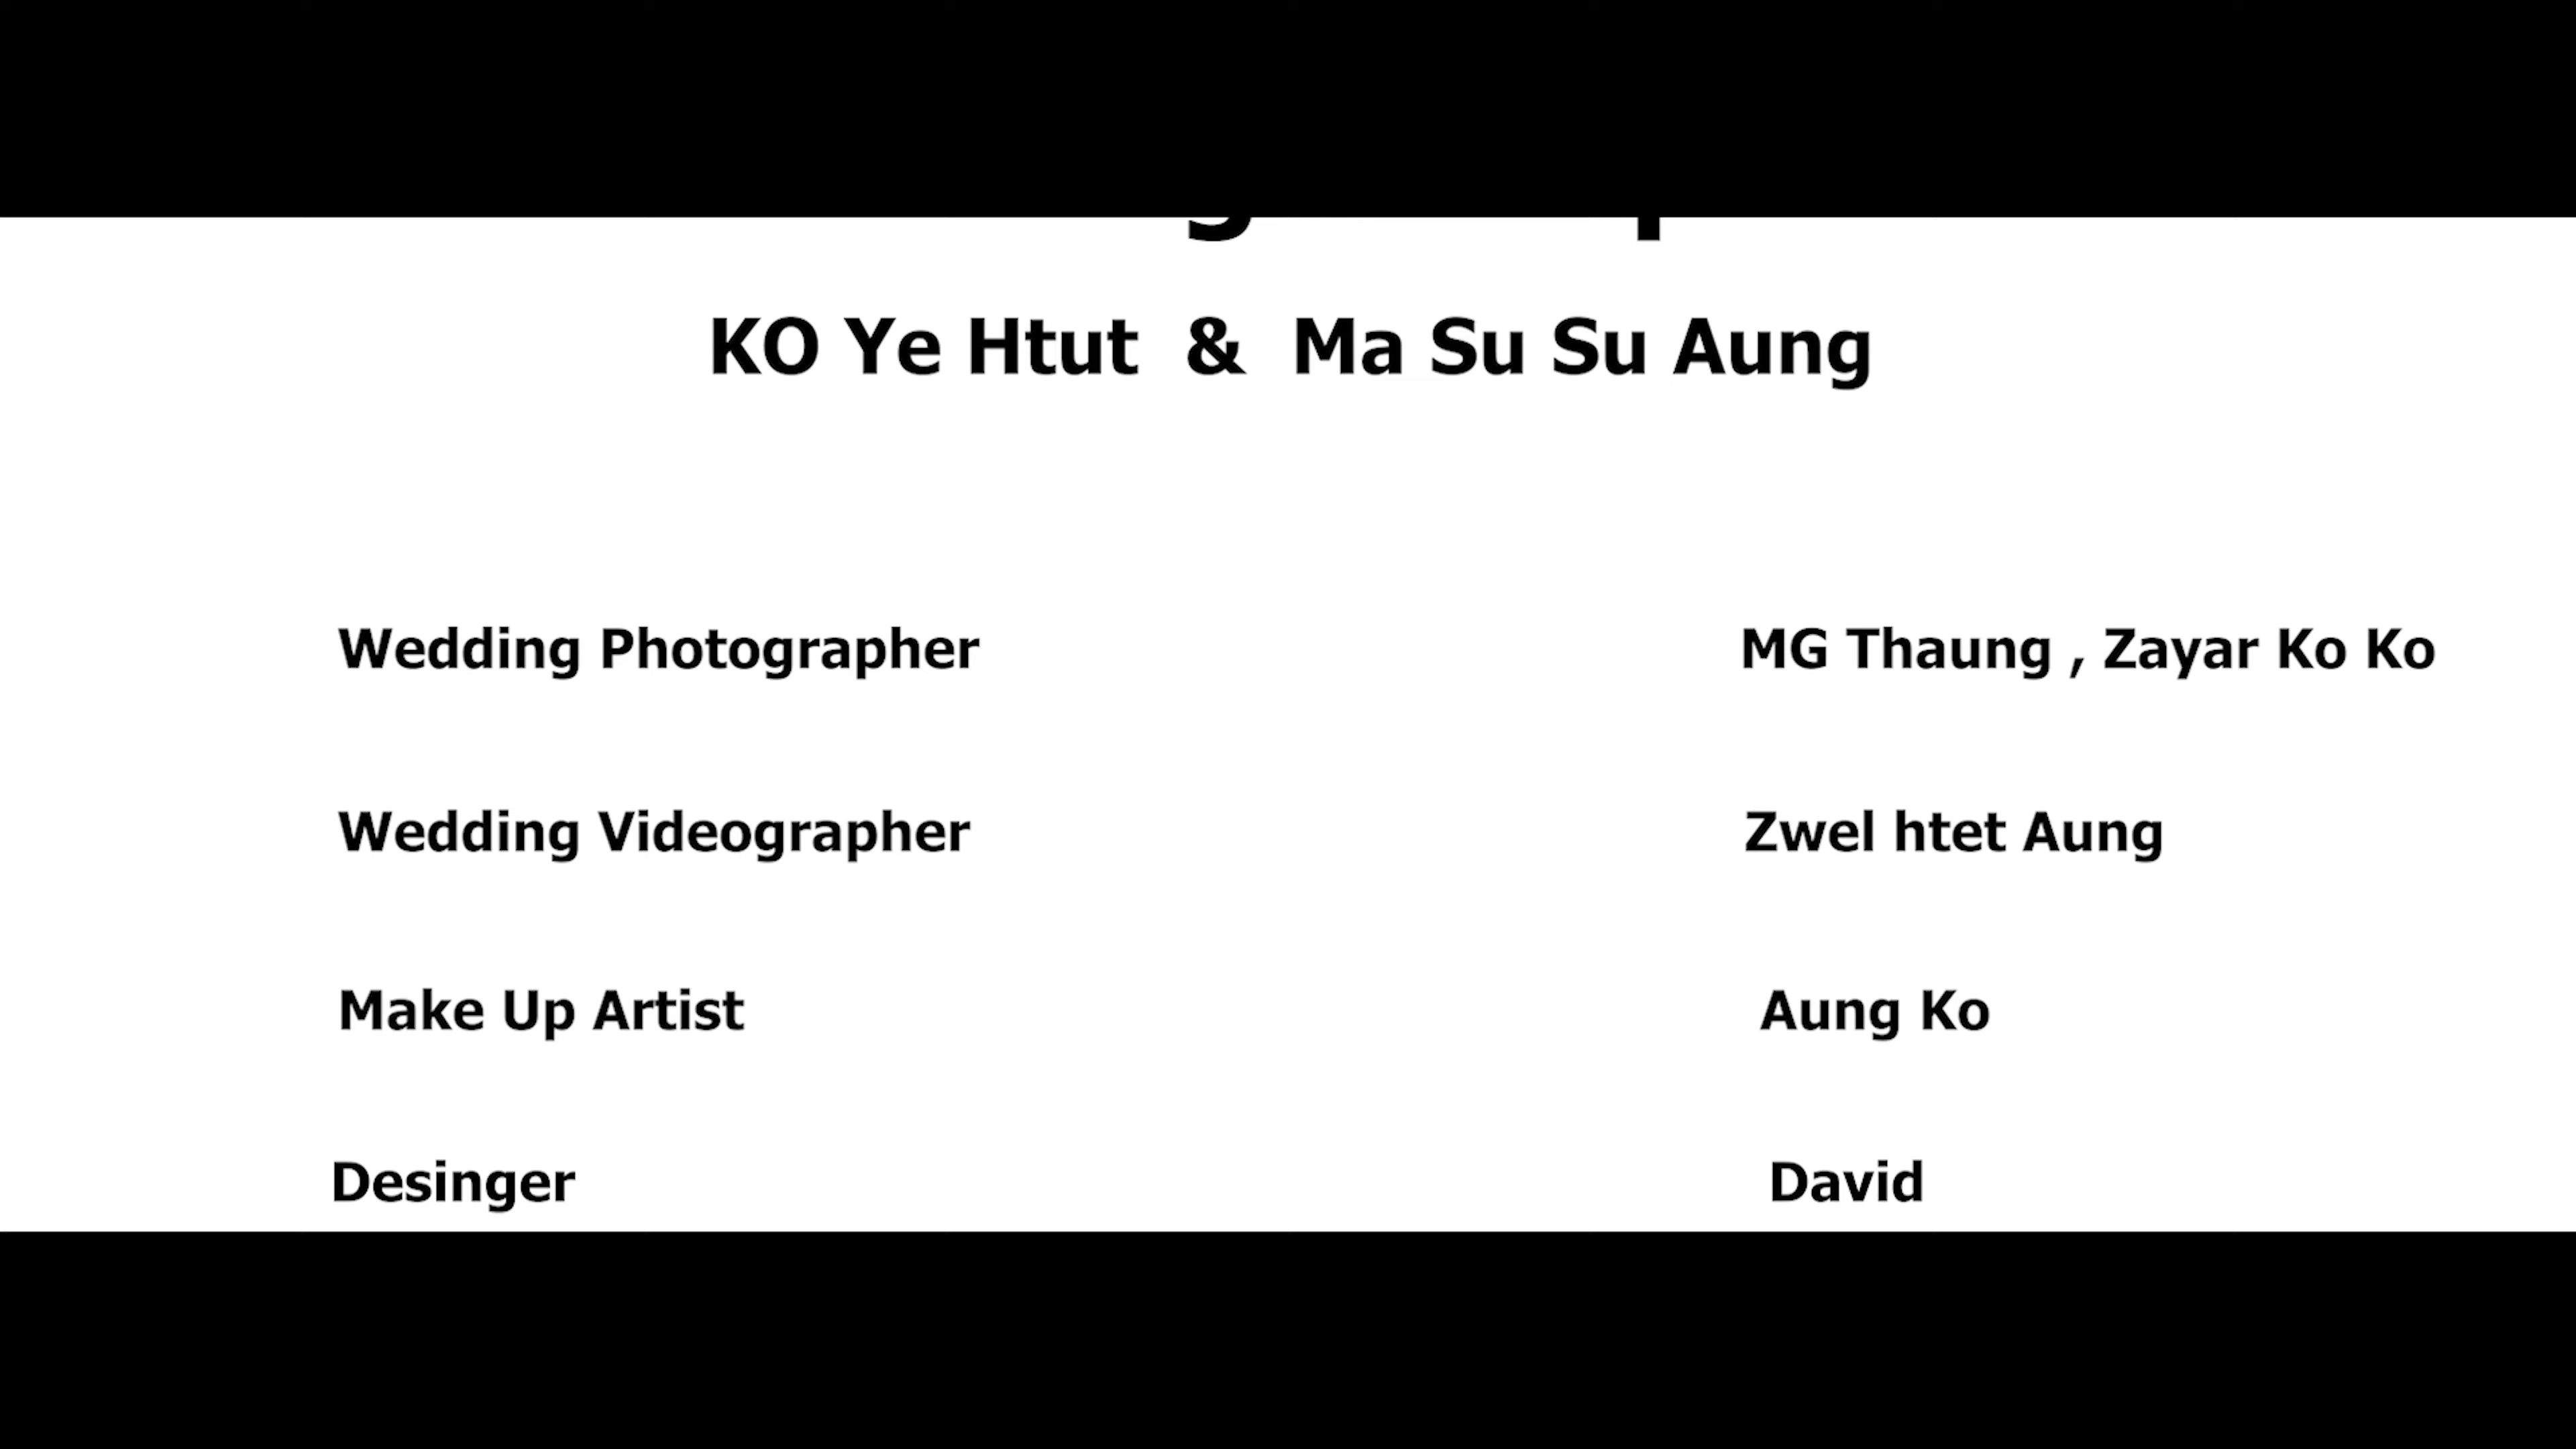 KO Ye Htut & Ma Su Su Aung
Wedding Photographer MG Thaung , Zayar Ko Ko
Wedding Videographer Zwel htet Aung
Make Up Artist Aung Ko
Desinger David